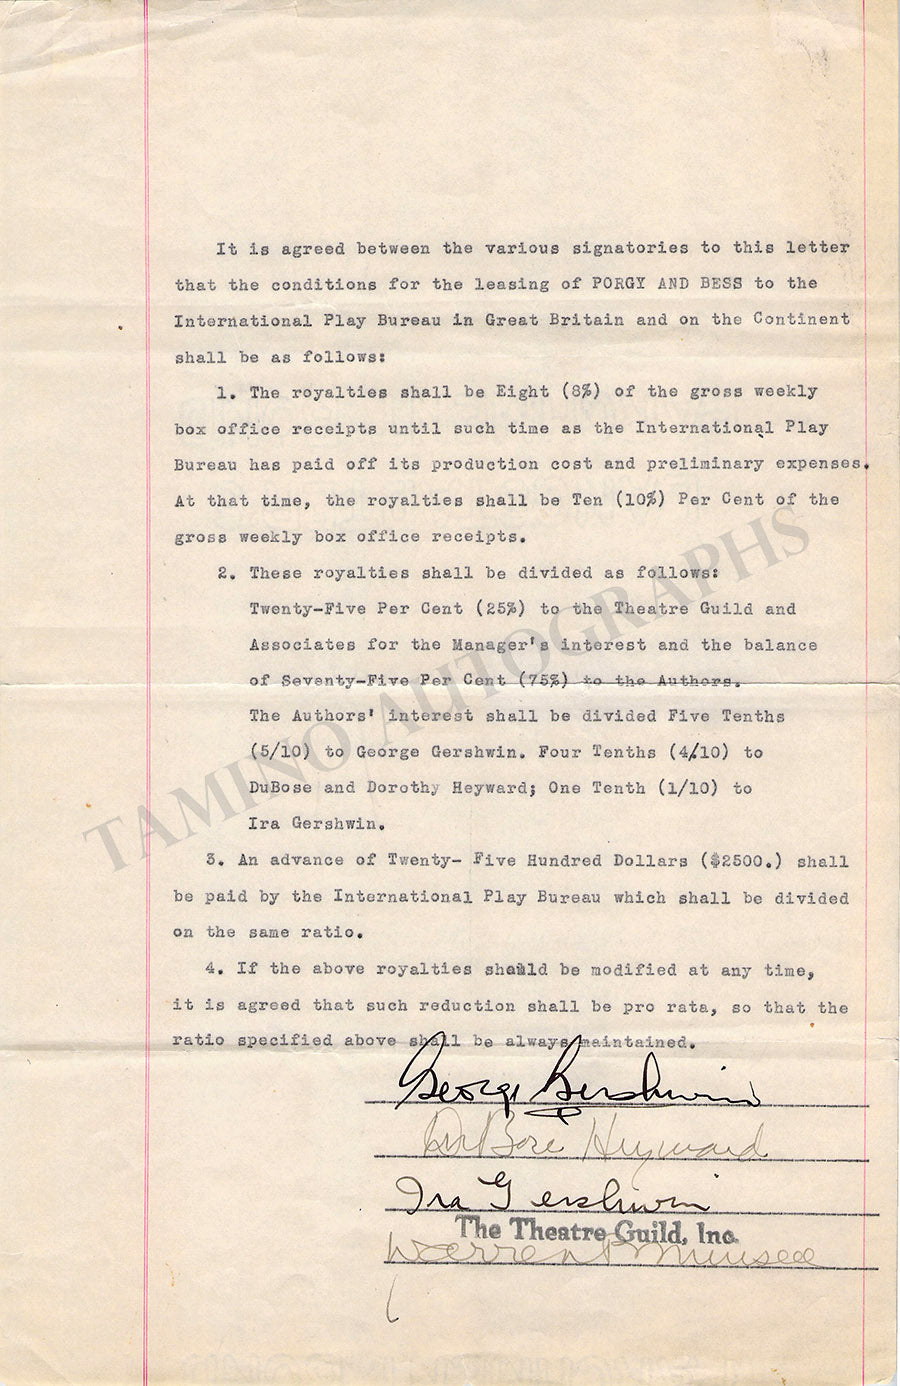 It is agreed between the various signatories to this letter
that the conditions for the leasing of PORGY AND BESS to the
International Play Bureau in Great Britain and on the Continent
shall be as follows:
1. The royalties shall be Eight (8%) of the gross weekly
box office receipts until such time as the International Play
Bureau has paid off its production cost and preliminary expenses.
At that time, the royalties shall be Ten (10%) Per Cent of the
gross weekly box office receipts.
2. These royalties shall be divided as follows:
Twenty-Five Per Cent (25%) to the Theatre Guild and
Associates for the Manager's interest and the balance
of Seventy-Five Per Cent (75%) to the Authors.
The Authors' interest shall be divided Five Tenths
(5/10) to George Gershwin. Four Tenths (4/10) to
DuBose and Dorothy Heyward; One Tenth (1/10) to
Ira Gershwin.
3. An advance of Twenty- Five Hundred Dollars ($2500.) shall
be paid by the International Play Bureau which shall be divided
on the same ratio.
4. If the above royalties should be modified at any time,
it is agreed that such reduction shall be pro rata, so that the
ratio specified above shall be always maintained.
George Gershwin
DuBose Heyward
Ira Gershwin
The Theatre Guild, Inc.
Warren P Munsell
TAMINO AUTOGRAPHS